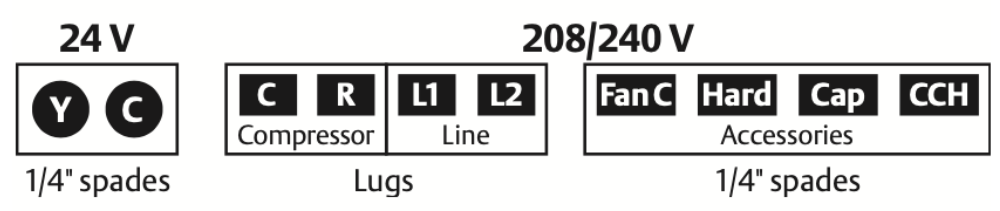 24 V 208/240 V
Y C C R L1 L2 Fan C Hard Cap CCH
Compressor Line Accessories
1/4" spades Lugs 1/4" spades